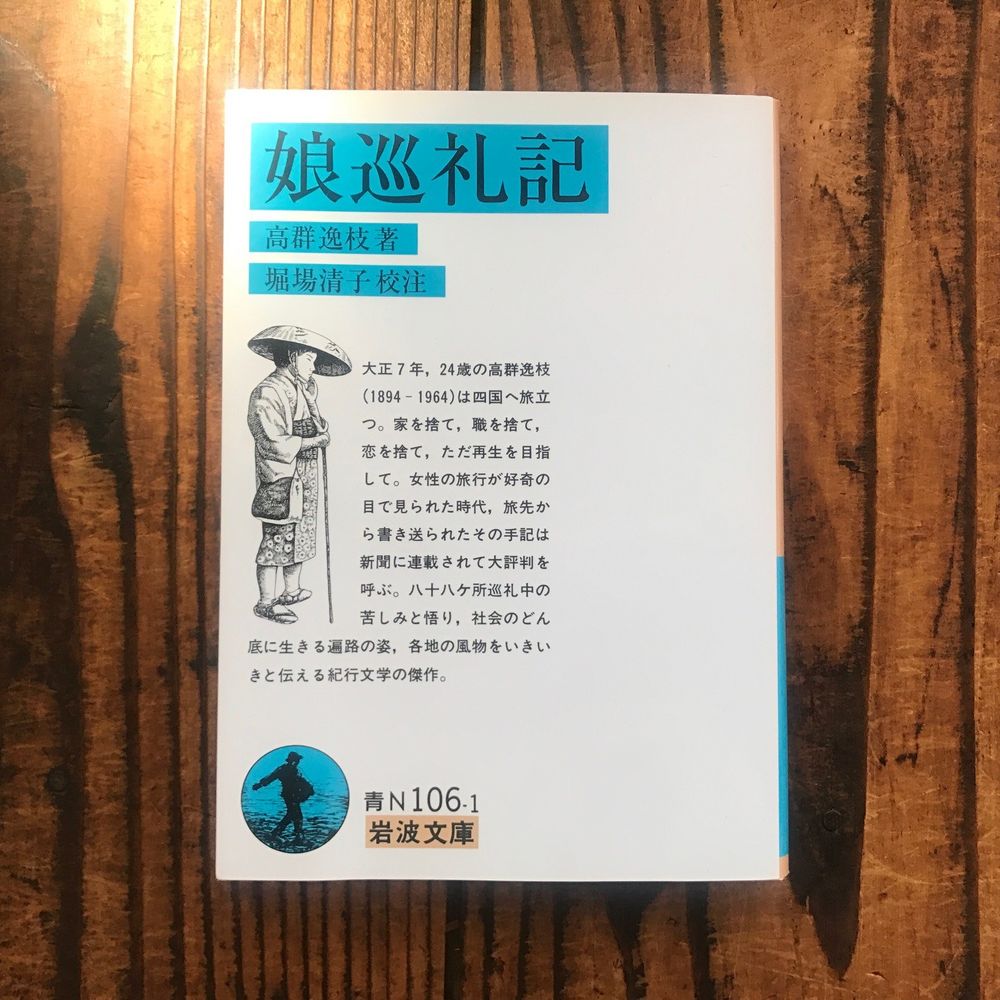 娘巡礼記
高群逸枝 著
堀場清子 校注
大正7年，24歳の高群逸枝
(1894‐1964)は四国へ旅立
つ。家を捨て，職を捨て，
恋を捨て，ただ再生を目指
して。女性の旅行が好奇の
目で見られた時代，旅先か
ら書き送られたその手記は
新聞に連載されて大評判を
呼ぶ。八十八ケ所巡礼中の
苦しみと悟り，社会のどん
底に生きる遍路の姿，各地の風物をいきい
きと伝える紀行文学の傑作。
青N106-1
岩波文庫